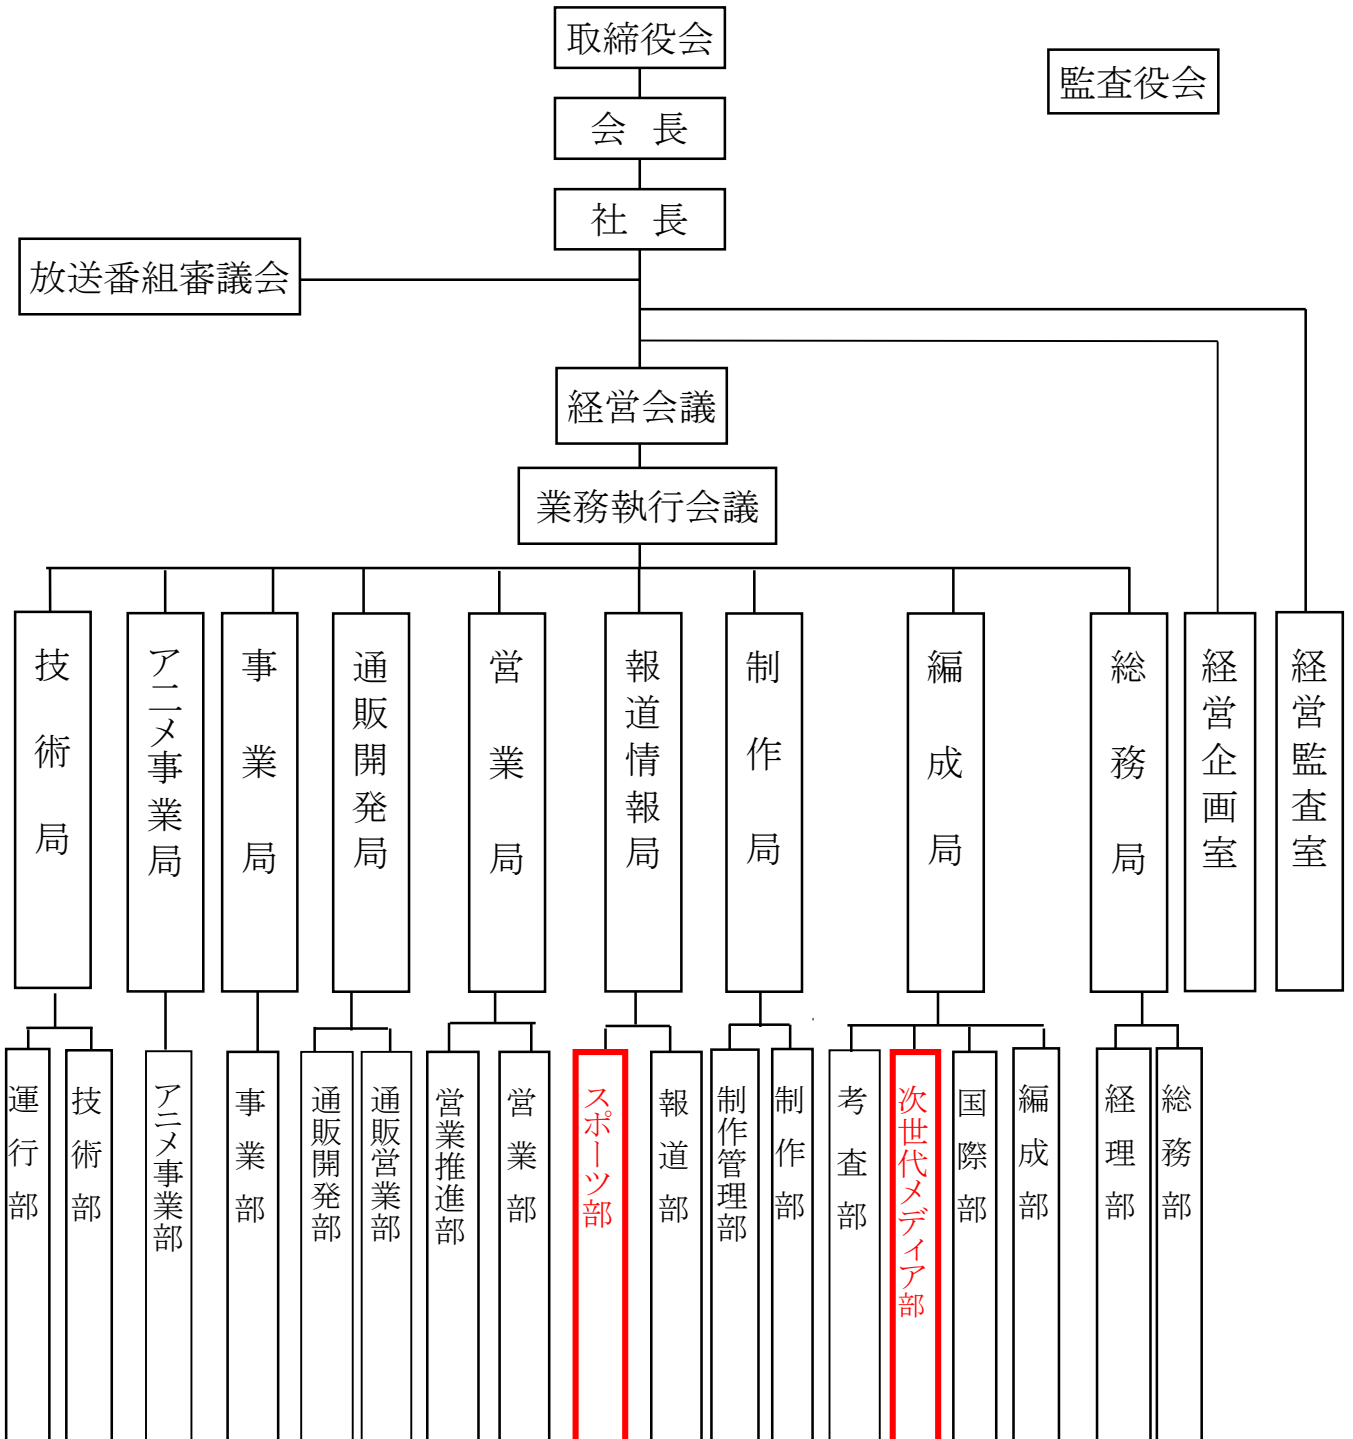 取締役会
監査役会
会 長
社 長
放送番組審議会
経営会議
業務執行会議
技術局
アニメ事業局
事業局
通販開発局
営業局
報道情報局
制作局
編成局
総務局
経営企画室
経営監査室
運行部
技術部
アニメ事業部
事業部
通販開発部
通販営業部
営業推進部
営業部
スポーツ部
報道部
制作管理部
制作部
考査部
次世代メディア部
国際部
編成部
経理部
総務部